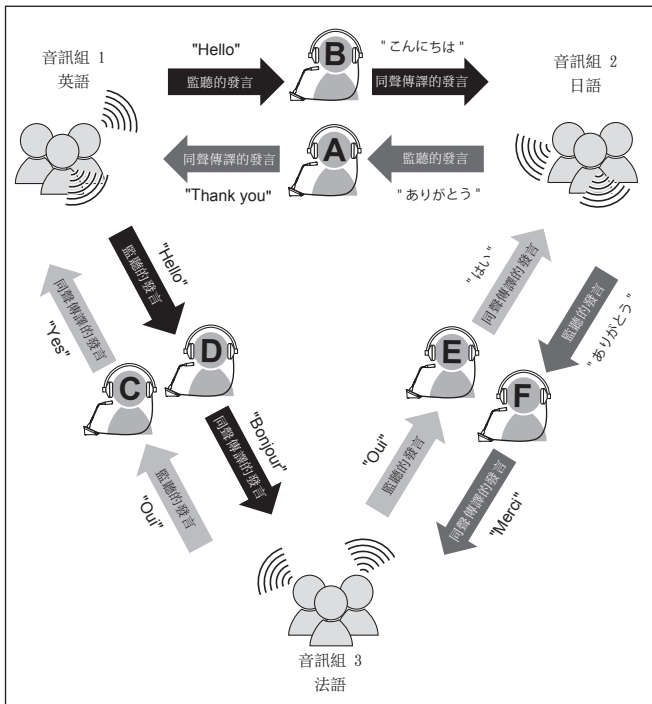 音訊組 1
英語
"Hello"
監聽的發言
B
"こんにちは"
同聲傳譯的發言
音訊組 2
日語
同聲傳譯的發言
"Thank you"
A
監聽的發言
"ありがとう"
"Hello"
監聽的發言
同聲傳譯的發言
"Yes"
"はい"
同聲傳譯的發言
監聽的發言
"ありがとう"
C
D
E
F
"Bonjour"
同聲傳譯的發言
監聽的發言
"Oui"
"Oui"
監聽的發言
同聲傳譯的發言
"Merci"
音訊組 3
法語